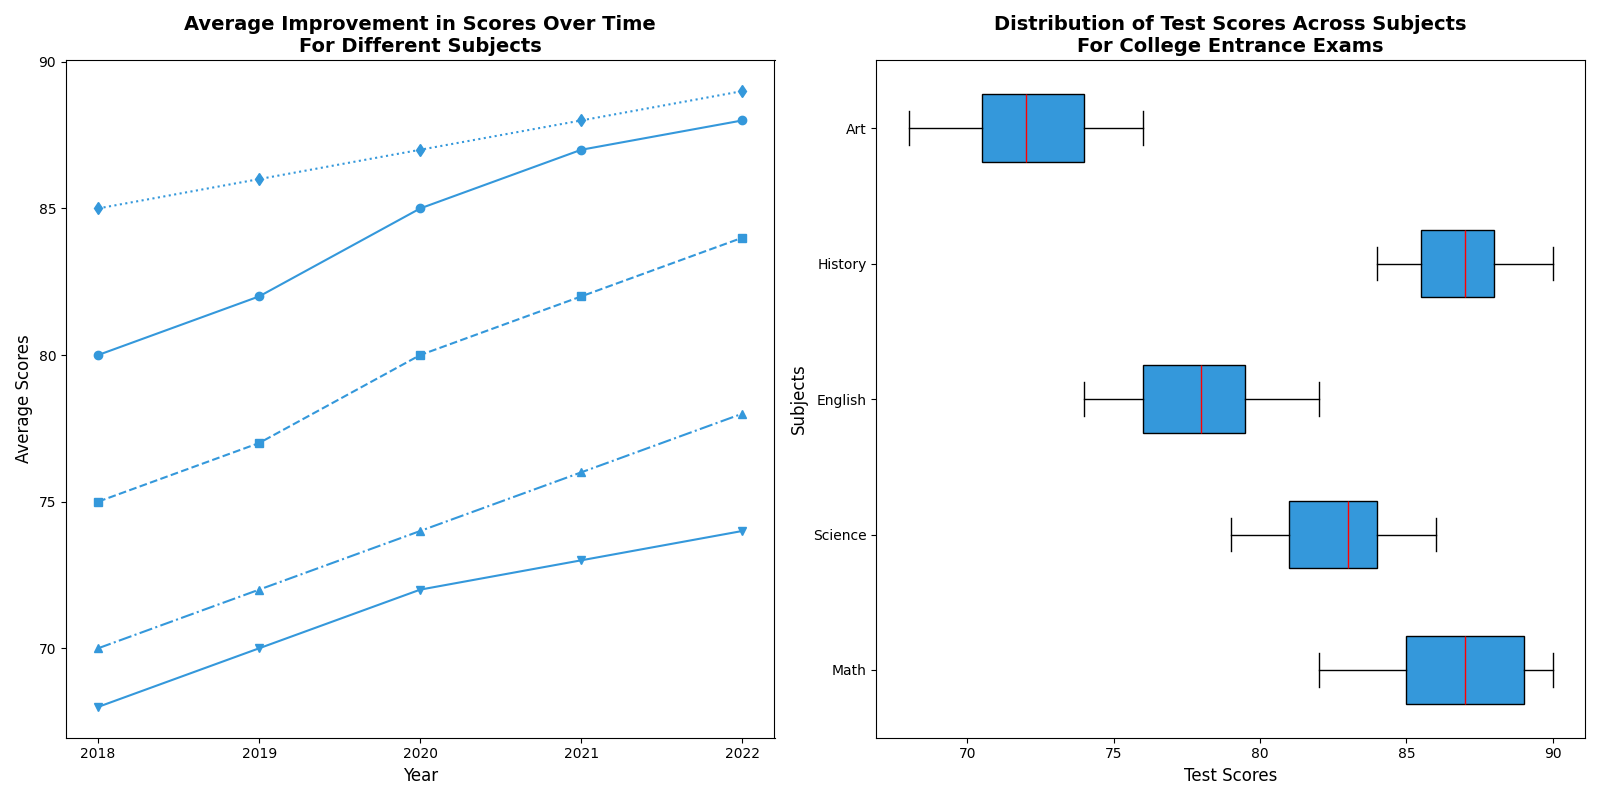 Average Improvement in Scores Over Time
For Different Subjects
90
85
80
75
70
Average Scores
2018 2019 2020 2021 2022
Year
Distribution of Test Scores Across Subjects
For College Entrance Exams
Art
History
English
Science
Math
Subjects
70 75 80 85 90
Test Scores